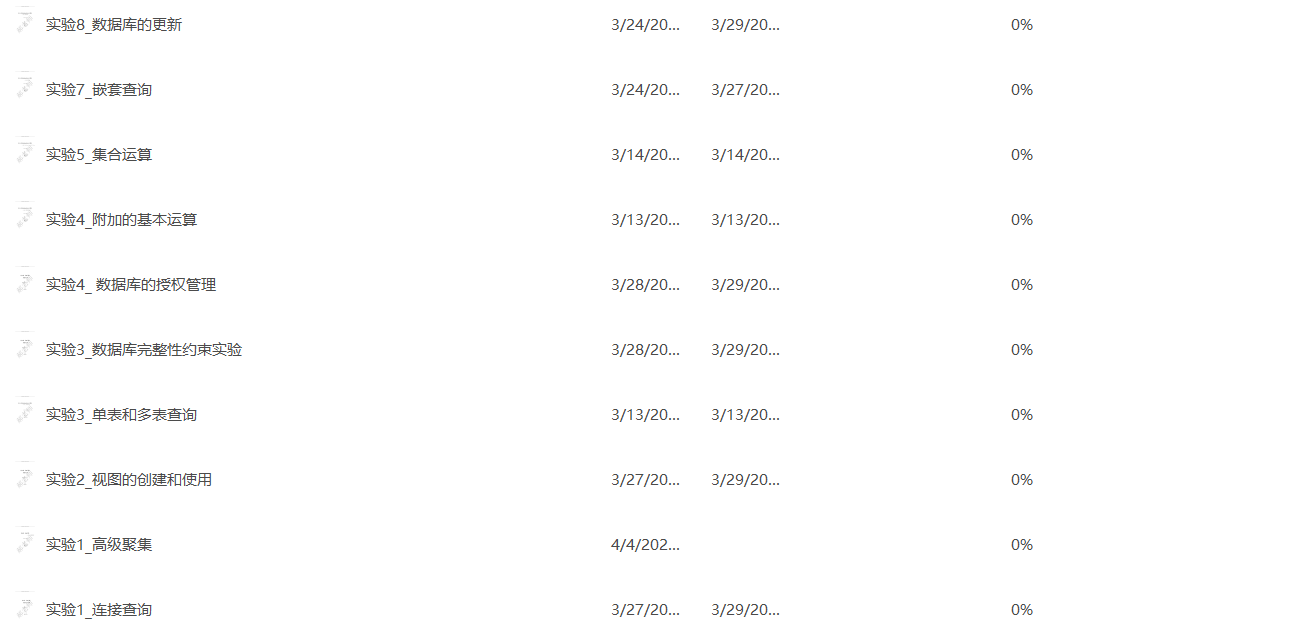 实验8_数据库的更新 3/24/20... 3/29/20... 0%
实验7_嵌套查询 3/24/20... 3/27/20... 0%
实验5_集合运算 3/14/20... 3/14/20... 0%
实验4_附加的基本运算 3/13/20... 3/13/20... 0%
实验4_ 数据库的授权管理 3/28/20... 3/29/20... 0%
实验3_数据库完整性约束实验 3/28/20... 3/29/20... 0%
实验3_单表和多表查询 3/13/20... 3/13/20... 0%
实验2_视图的创建和使用 3/27/20... 3/29/20... 0%
实验1_高级聚集 4/4/202... 0%
实验1_连接查询 3/27/20... 3/29/20... 0%